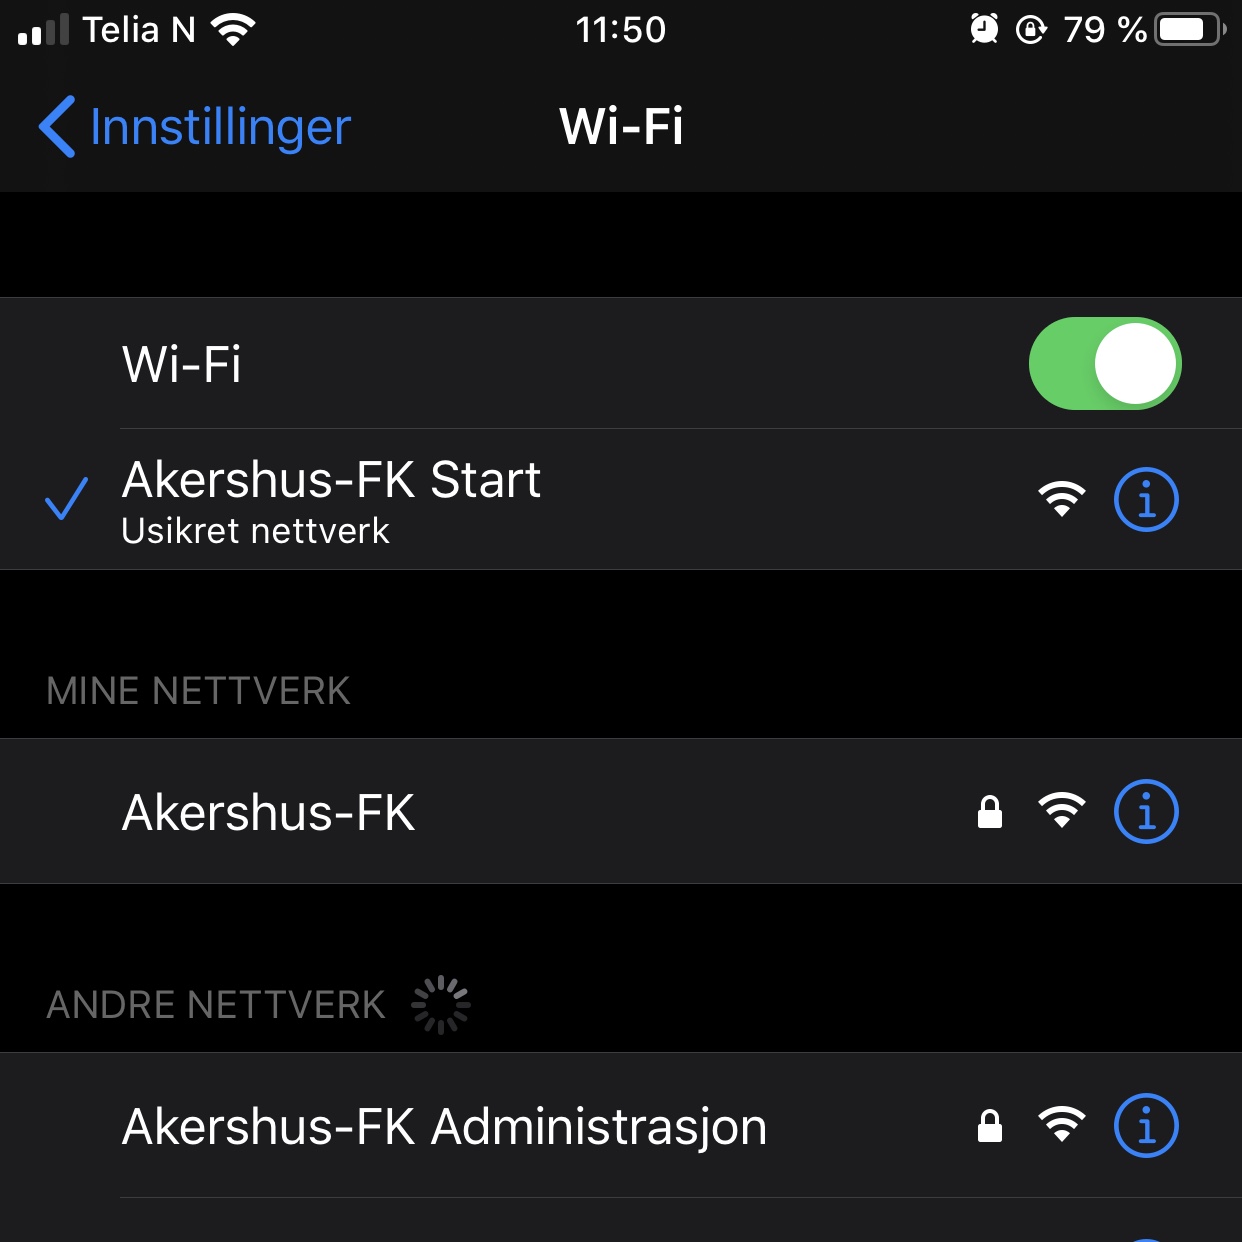 Telia N 11:50 79 %
Innstillinger Wi-Fi
Wi-Fi
Akershus-FK Start
Usikret nettverk
MINE NETTVERK
Akershus-FK
ANDRE NETTVERK
Akershus-FK Administrasjon